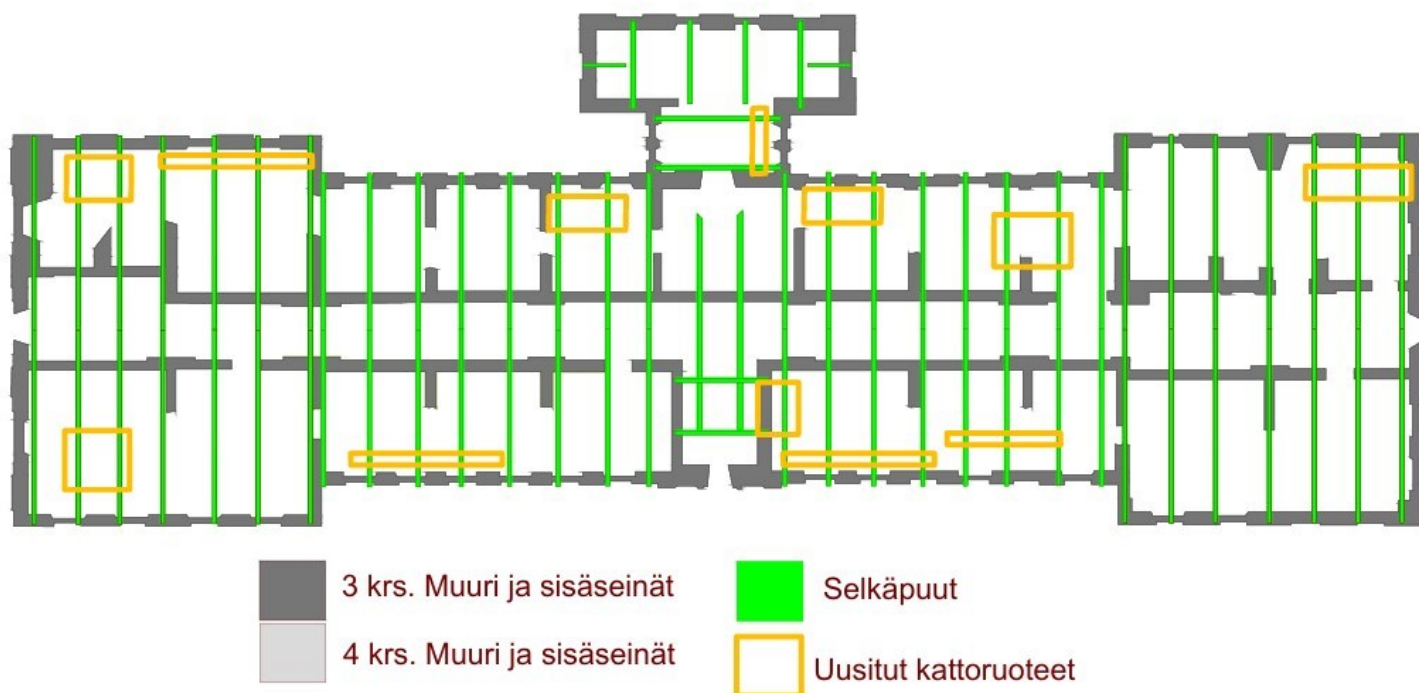 3 krs. Muuri ja sisäseinät
Selkäpuut
4 krs. Muuri ja sisäseinät
Uusitut kattoruoteet